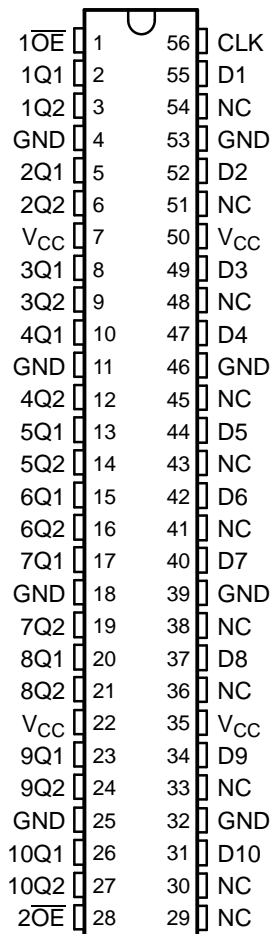 1O̅E̅ 1 56 CLK
1Q1 2 55 D1
1Q2 3 54 NC
GND 4 53 GND
2Q1 5 52 D2
2Q2 6 51 NC
VCC 7 50 VCC
3Q1 8 49 D3
3Q2 9 48 NC
4Q1 10 47 D4
GND 11 46 GND
4Q2 12 45 NC
5Q1 13 44 D5
5Q2 14 43 NC
6Q1 15 42 D6
6Q2 16 41 NC
7Q1 17 40 D7
GND 18 39 GND
7Q2 19 38 NC
8Q1 20 37 D8
8Q2 21 36 NC
VCC 22 35 VCC
9Q1 23 34 D9
9Q2 24 33 NC
GND 25 32 GND
10Q1 26 31 D10
10Q2 27 30 NC
2O̅E̅ 28 29 NC